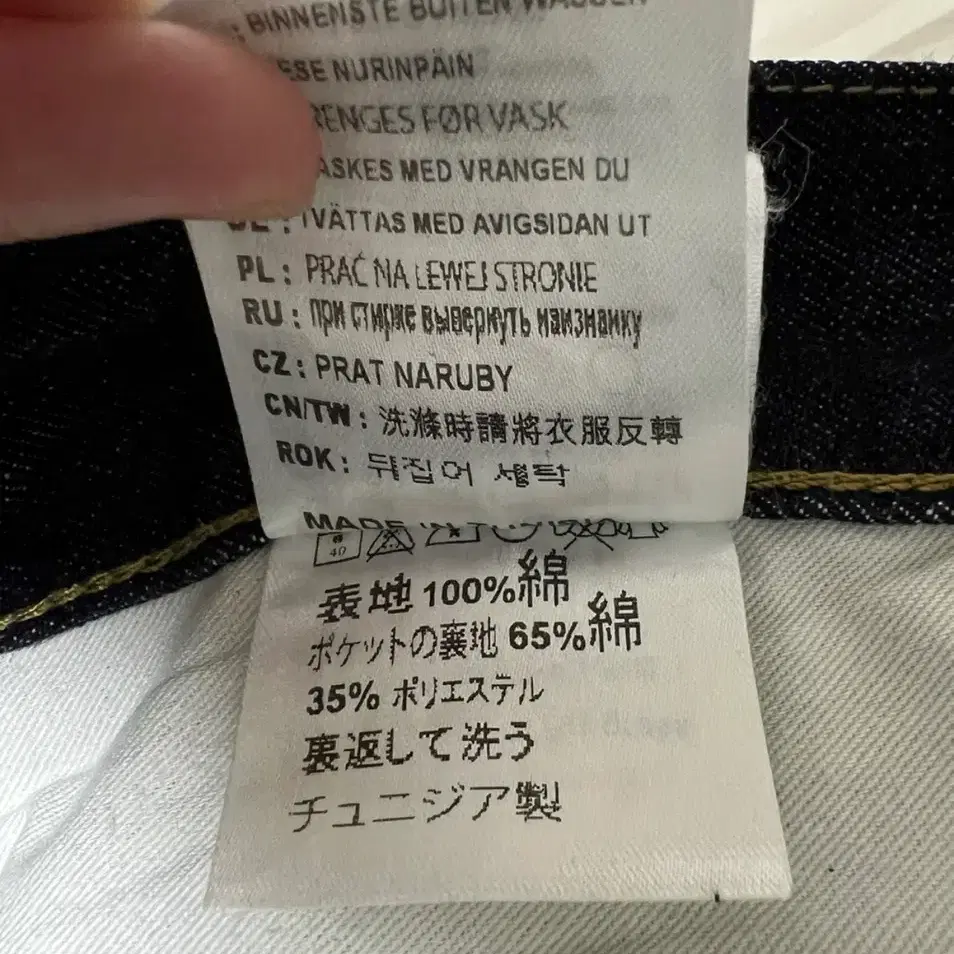 : BINNENSTE BUITEN WASSEN
ESE NURINPÄIN
RENGES FØR VASK
ASKES MED VRANGEN DU
TVÄTTAS MED AVIGSIDAN UT
PL : PRAĆ NA LEWEJ STRONIE
RU : При стирке вывернуть наизнанку
CZ : PRAT NARUBY
CN/TW : 洗滌時請將衣服反轉
ROK : 뒤집어 세탁
MADE
40
表地 100%綿
ポケットの裏地 65%綿
35% ポリエステル
裏返して洗う
チュニジア製